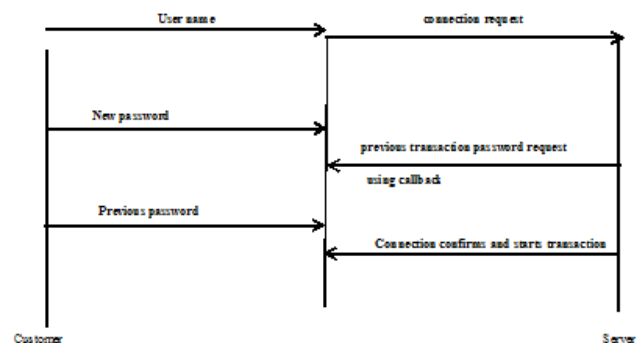 User name
connection request
New password
previous transaction password request
using callback
Previous password
Connection confirms and starts transaction
Customer
Server